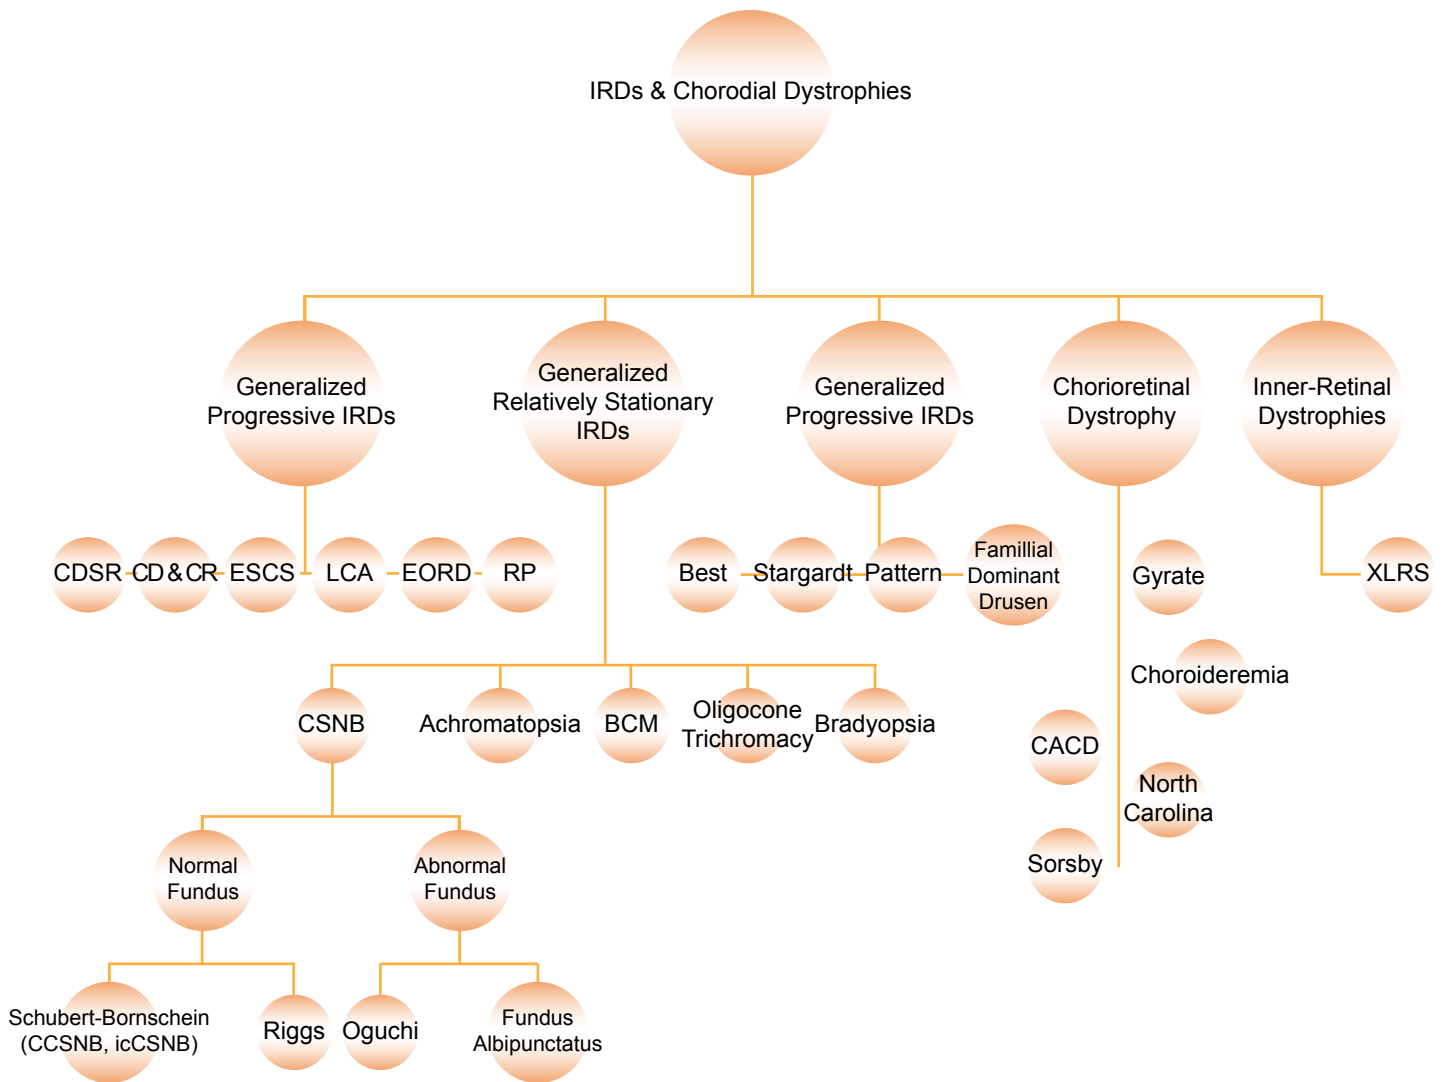 IRDs & Chorodial Dystrophies
Generalized
Progressive IRDs
Generalized
Relatively Stationary
IRDs
Generalized
Progressive IRDs
Chorioretinal
Dystrophy
Inner-Retinal
Dystrophies
CDSR
CD & CR
ESCS
LCA
EORD
RP
Best
Stargardt
Pattern
Famillial
Dominant
Drusen
Gyrate
XLRS
Choroideremia
CSNB
Achromatopsia
BCM
Oligocone
Trichromacy
Bradyopsia
CACD
North
Carolina
Sorsby
Normal
Fundus
Abnormal
Fundus
Schubert-Bornschein
(CCSNB, icCSNB)
Riggs
Oguchi
Fundus
Albipunctatus